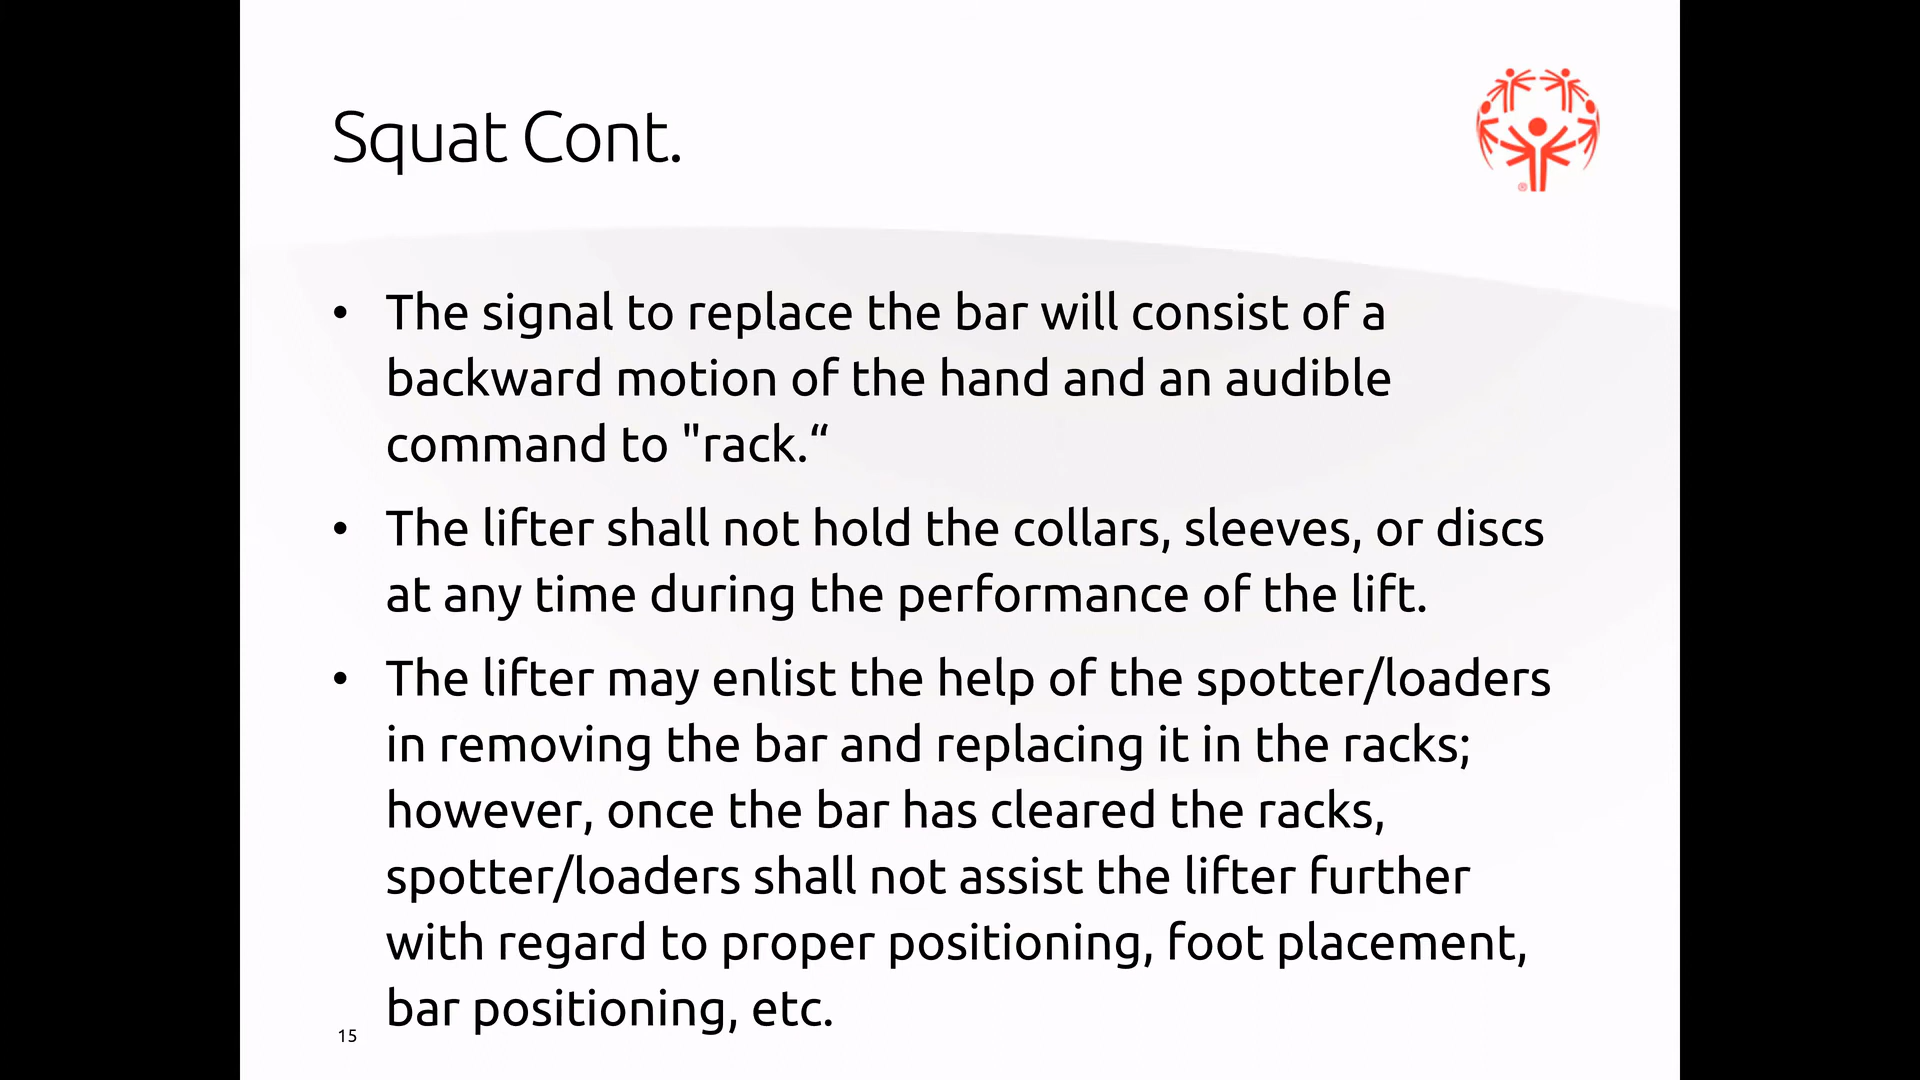 Squat Cont.
• The signal to replace the bar will consist of a
backward motion of the hand and an audible
command to "rack.“
• The lifter shall not hold the collars, sleeves, or discs
at any time during the performance of the lift.
• The lifter may enlist the help of the spotter/loaders
in removing the bar and replacing it in the racks;
however, once the bar has cleared the racks,
spotter/loaders shall not assist the lifter further
with regard to proper positioning, foot placement,
bar positioning, etc.
15
®